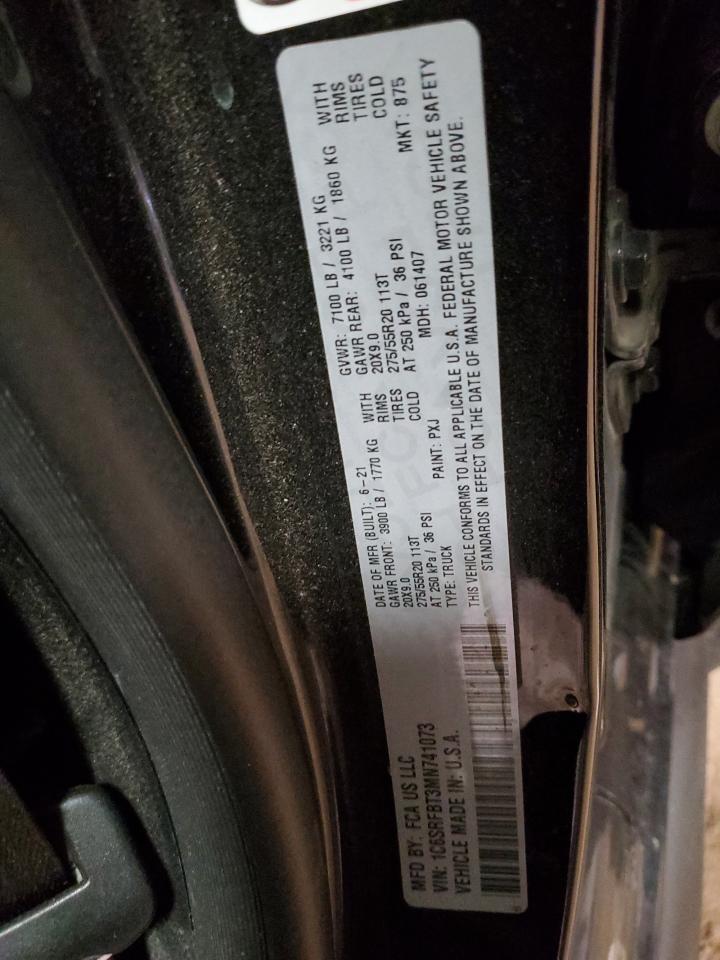 MFD BY: FCA US LLC
VIN: 1C6SRFBT3MN741073
VEHICLE MADE IN: U.S.A.
DATE OF MFR (BUILT): 6-21 GVWR: 7100 LB / 3221 KG
GAWR FRONT: 3900 LB / 1770 KG WITH GAWR REAR: 4100 LB / 1860 KG WITH
20X9.0 RIMS 20X9.0 RIMS
275/55R20 113T TIRES 275/55R20 113T TIRES
AT 250 kPa / 36 PSI COLD AT 250 kPa / 36 PSI COLD
TYPE: TRUCK PAINT: PXJ MDH: 061407 MKT: 875
THIS VEHICLE CONFORMS TO ALL APPLICABLE U.S.A. FEDERAL MOTOR VEHICLE SAFETY
STANDARDS IN EFFECT ON THE DATE OF MANUFACTURE SHOWN ABOVE.